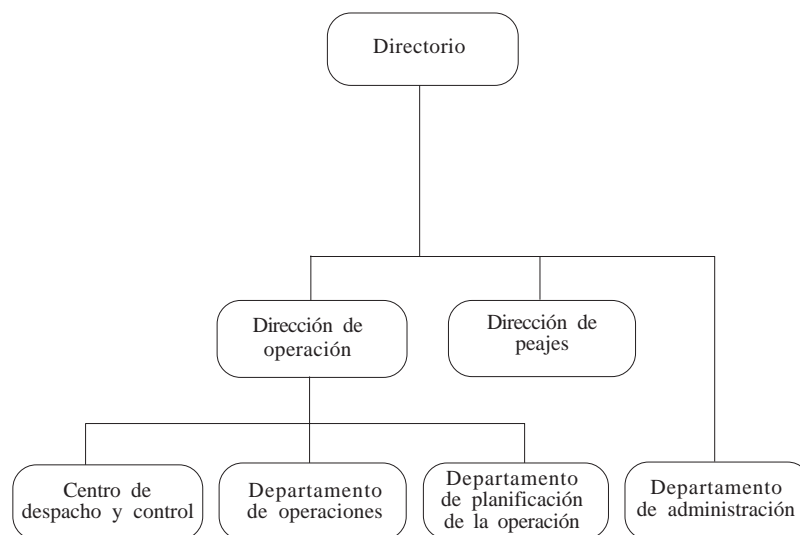 Directorio
Dirección de
operación
Dirección de
peajes
Centro de
despacho y control
Departamento
de operaciones
Departamento
de planificación
de la operación
Departamento
de administración